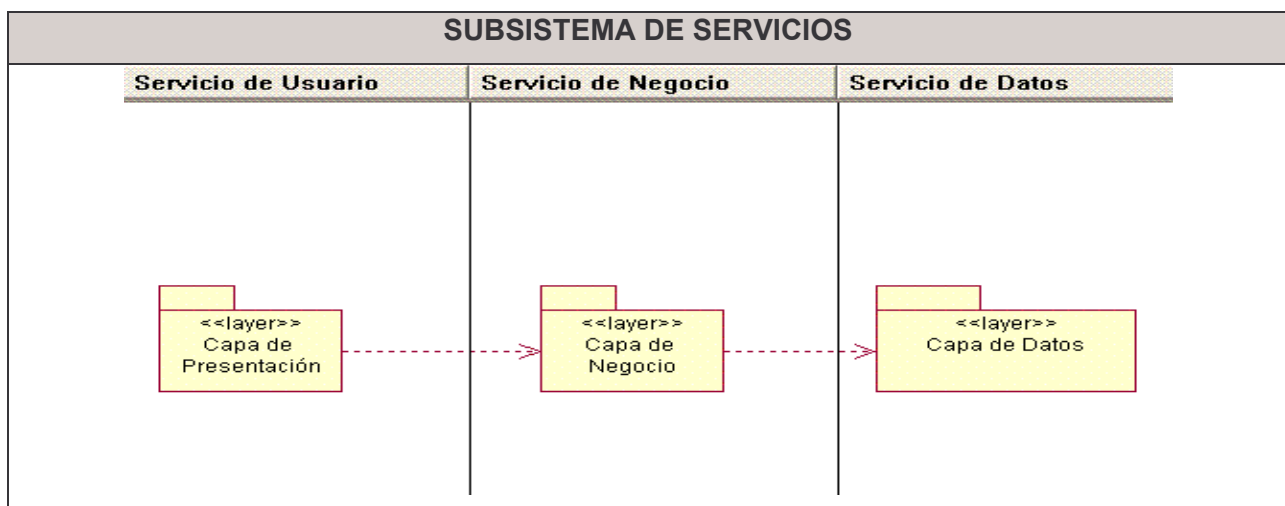 SUBSISTEMA DE SERVICIOS
Servicio de Usuario
Servicio de Negocio
Servicio de Datos
<<layer>>
Capa de
Presentación
<<layer>>
Capa de
Negocio
<<layer>>
Capa de Datos